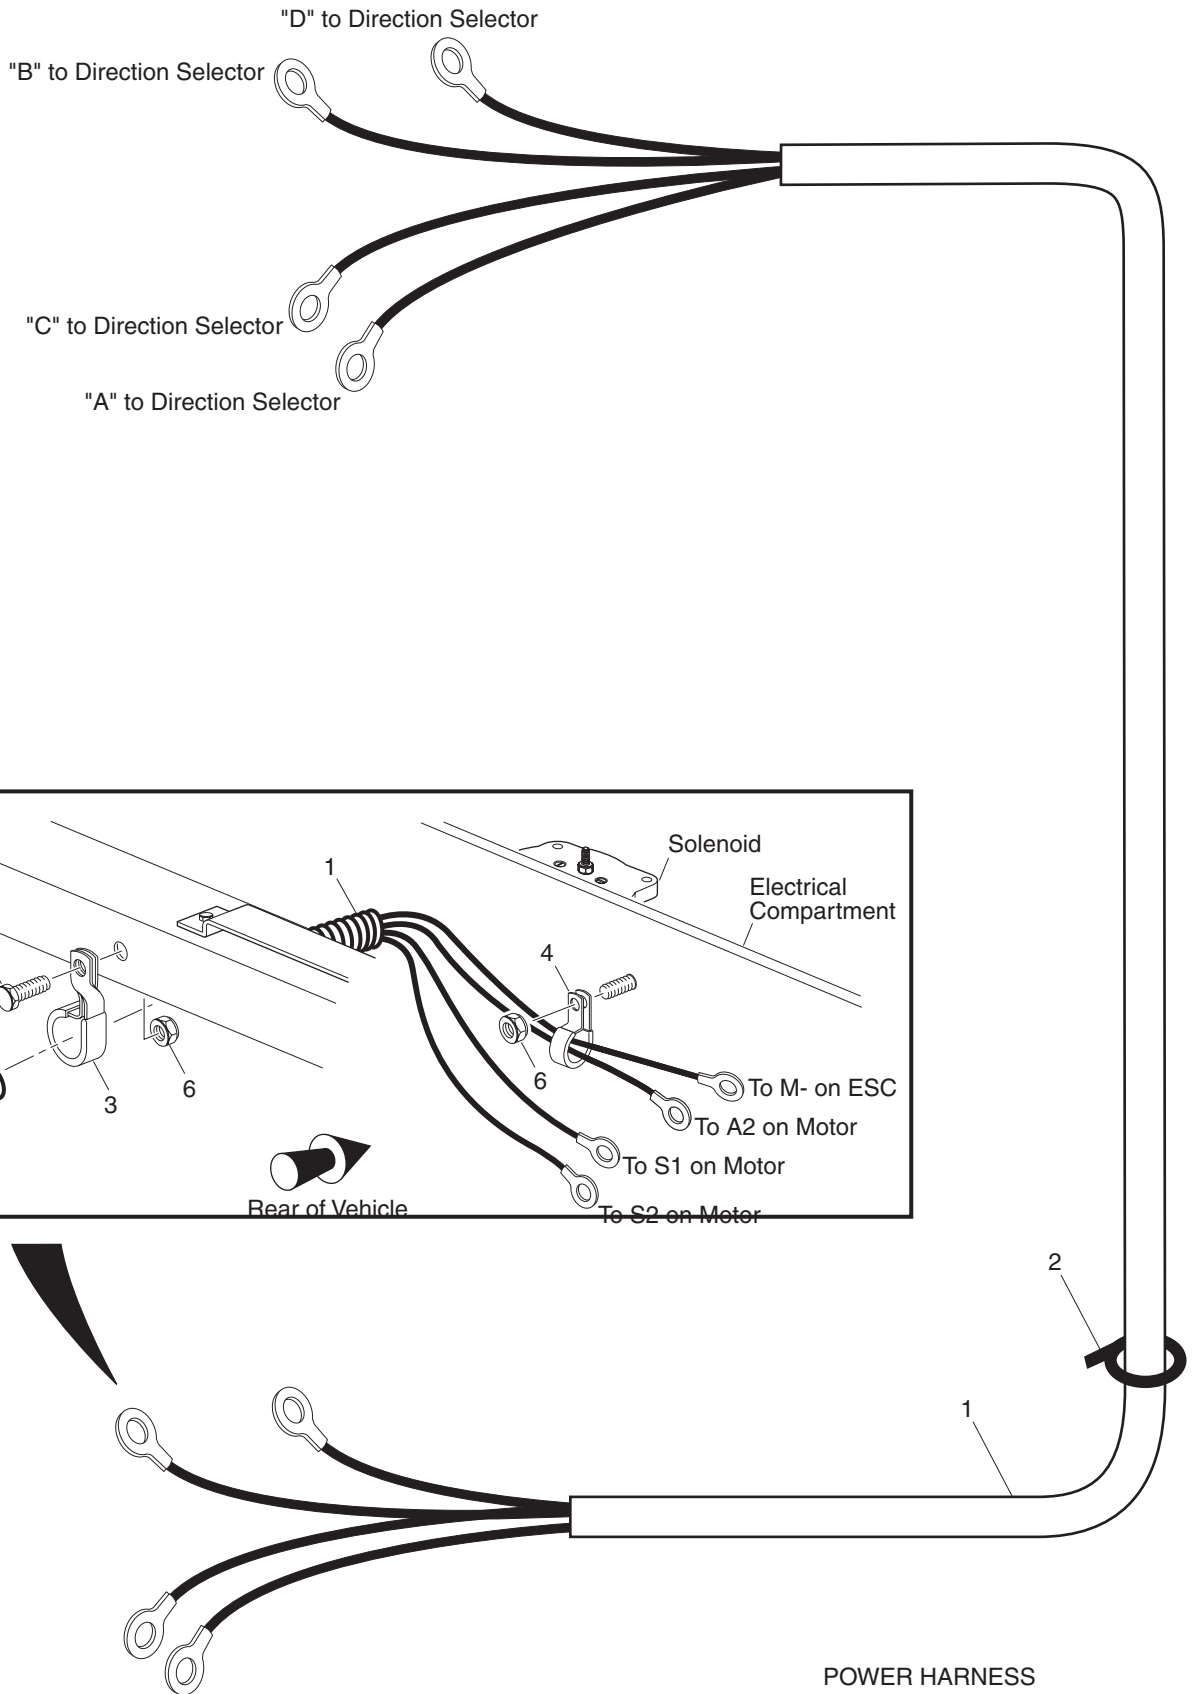 "D" to Direction Selector
"B" to Direction Selector
"C" to Direction Selector
"A" to Direction Selector
Solenoid
1
Electrical
Compartment
4
6
3
6
To M- on ESC
To A2 on Motor
To S1 on Motor
Rear of Vehicle
To S2 on Motor
2
1
POWER HARNESS